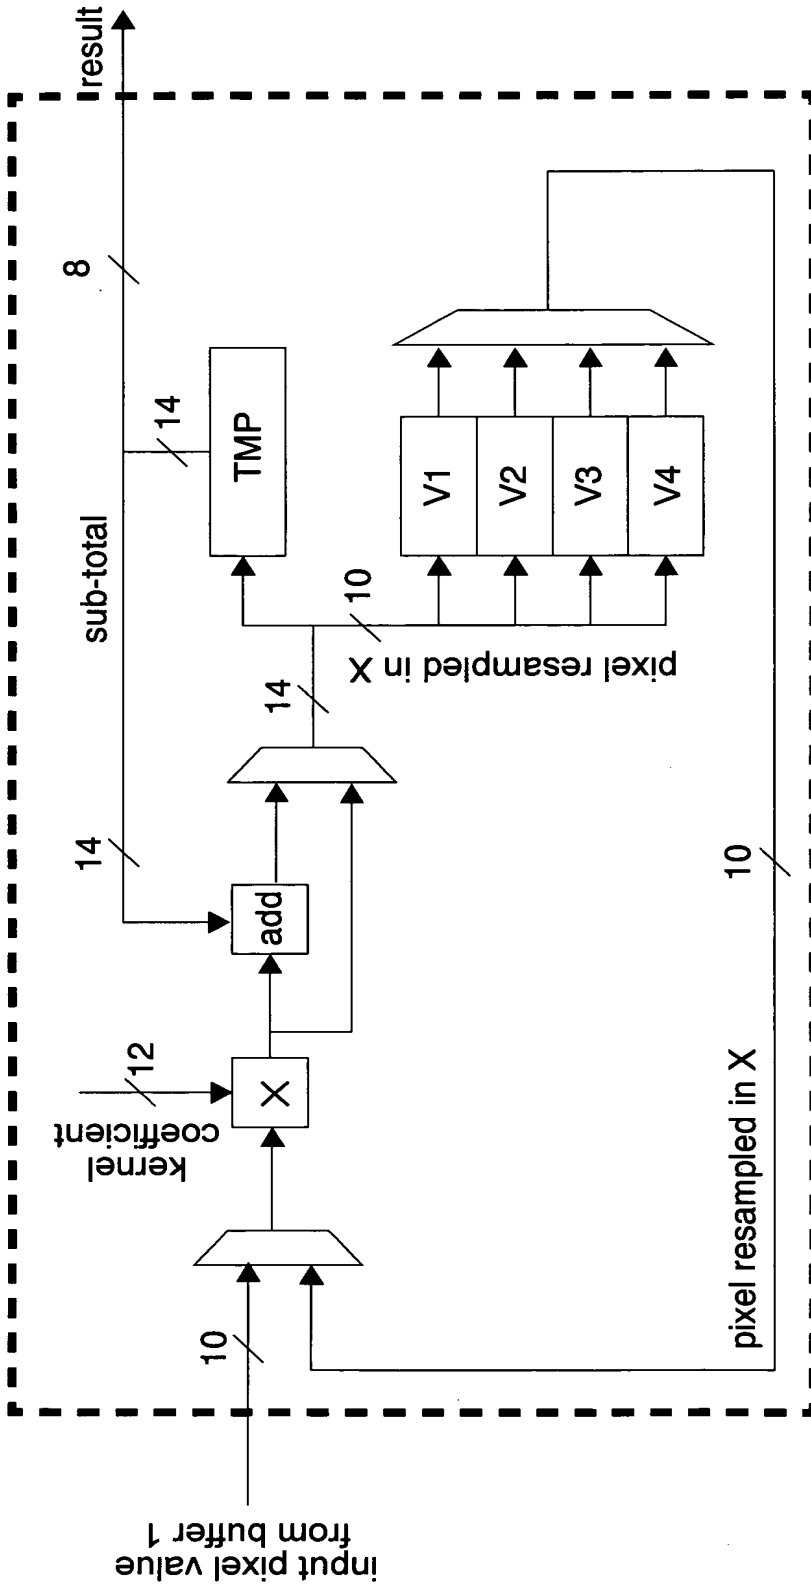 input pixel value
from buffer 1
10
kernel
coefficient
12
X
add
14
sub-total
14
TMP
14
8
result
10
pixel resampled in X
V1
V2
V3
V4
pixel resampled in X
10